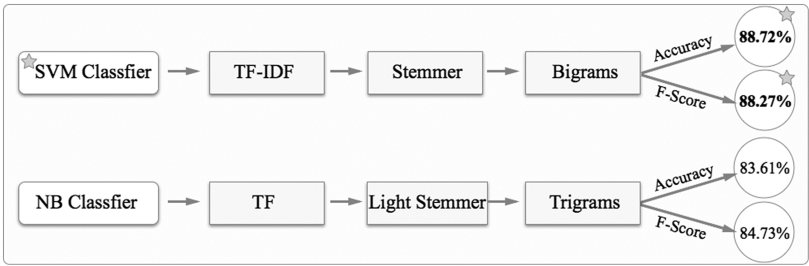 SVM Classfier
TF-IDF
Stemmer
Bigrams
Accuracy
88.72%
F-Score
88.27%
NB Classfier
TF
Light Stemmer
Trigrams
Accuracy
83.61%
F-Score
84.73%